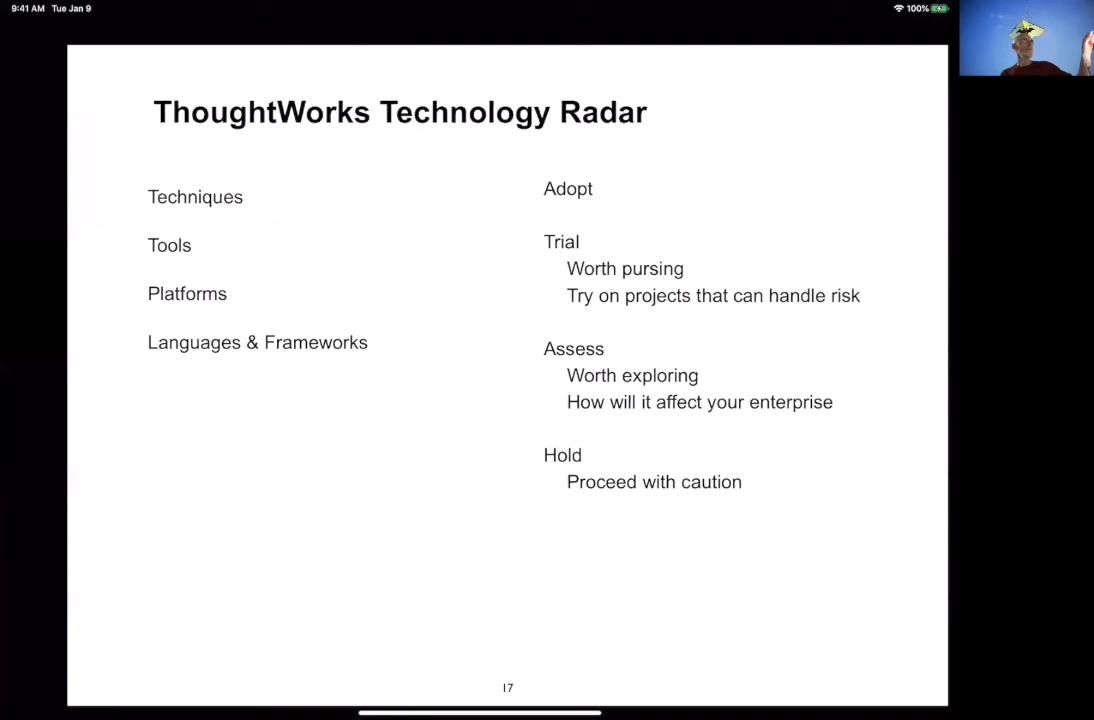 9:41 AM Tue Jan 9
100%
ThoughtWorks Technology Radar
Techniques
Tools
Platforms
Languages & Frameworks
Adopt
Trial
Worth pursing
Try on projects that can handle risk
Assess
Worth exploring
How will it affect your enterprise
Hold
Proceed with caution
17